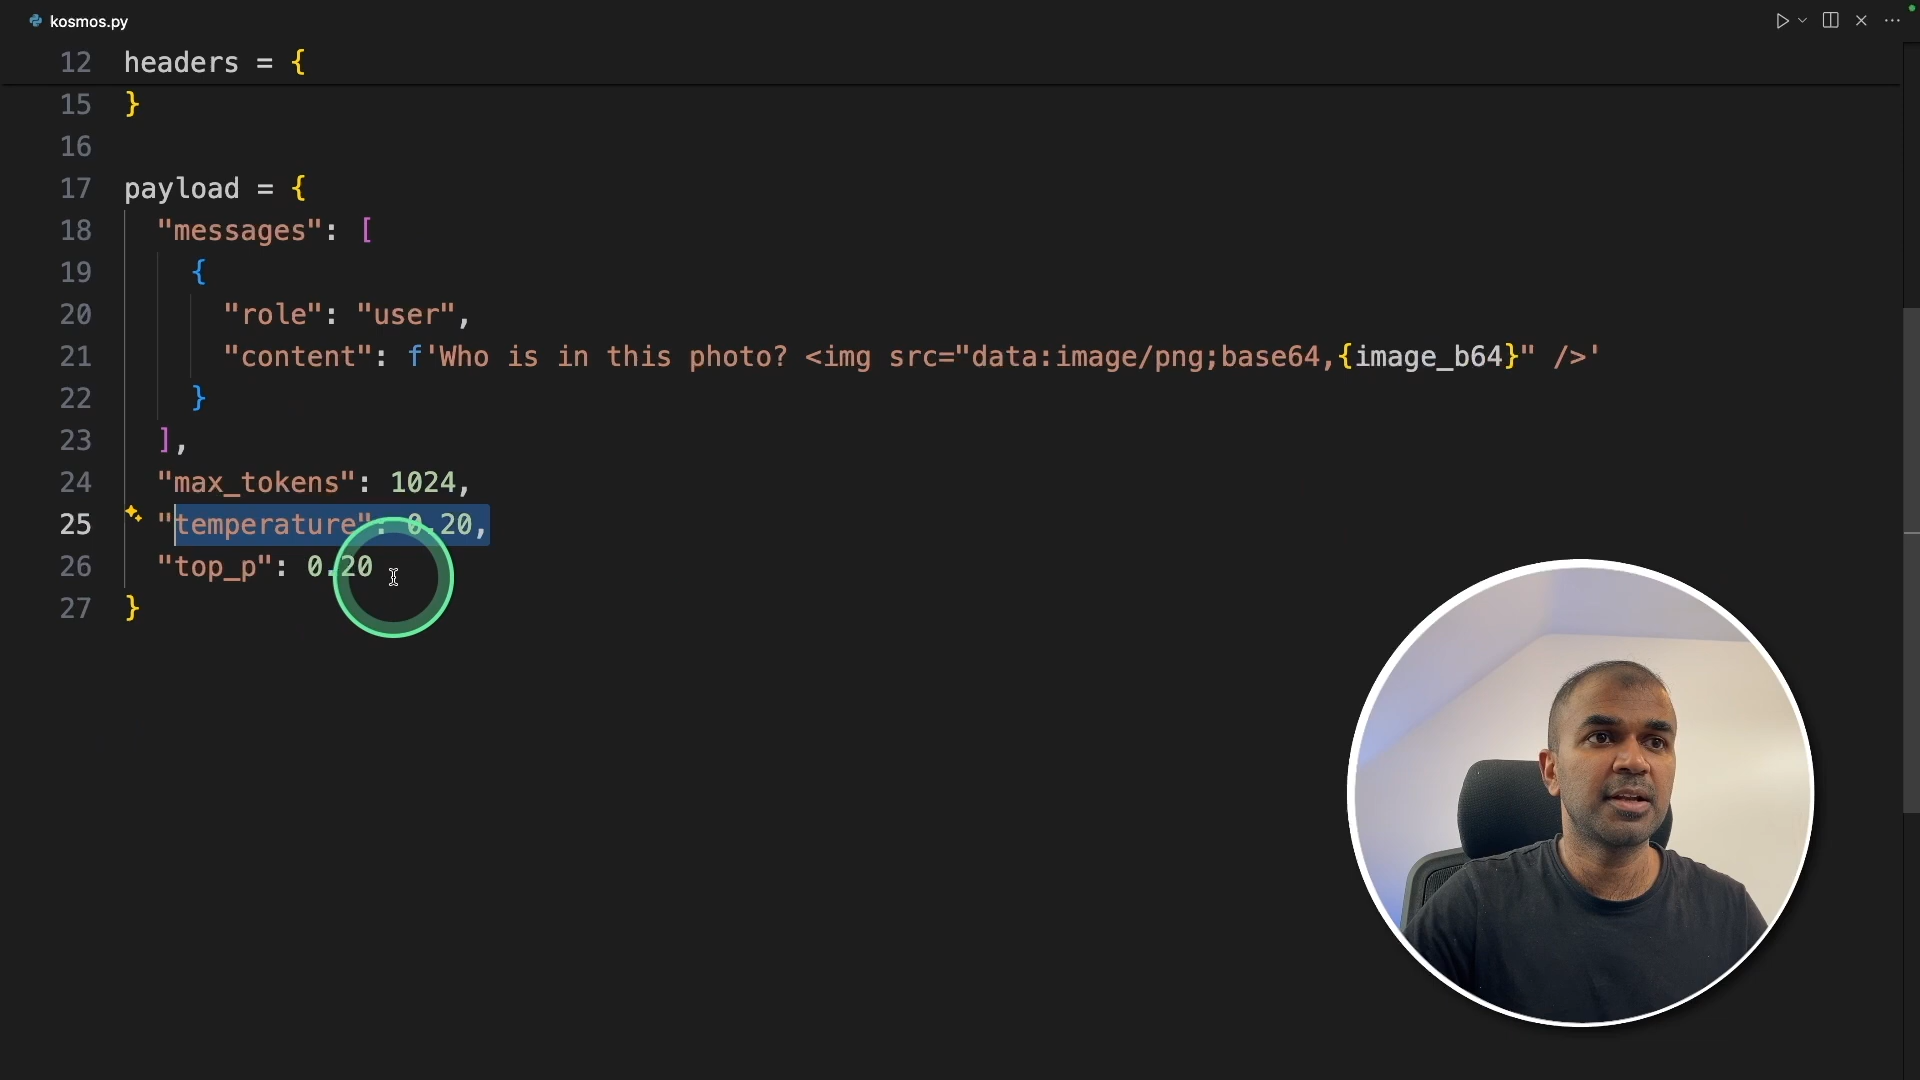 kosmos.py
12 headers = {
15 }
16
17 payload = {
18 "messages": [
19 {
20 "role": "user",
21 "content": f'Who is in this photo? <img src="data:image/png;base64,{image_b64}" />'
22 }
23 ],
24 "max_tokens": 1024,
25 "temperature": 0.20,
26 "top_p": 0.20
27 }